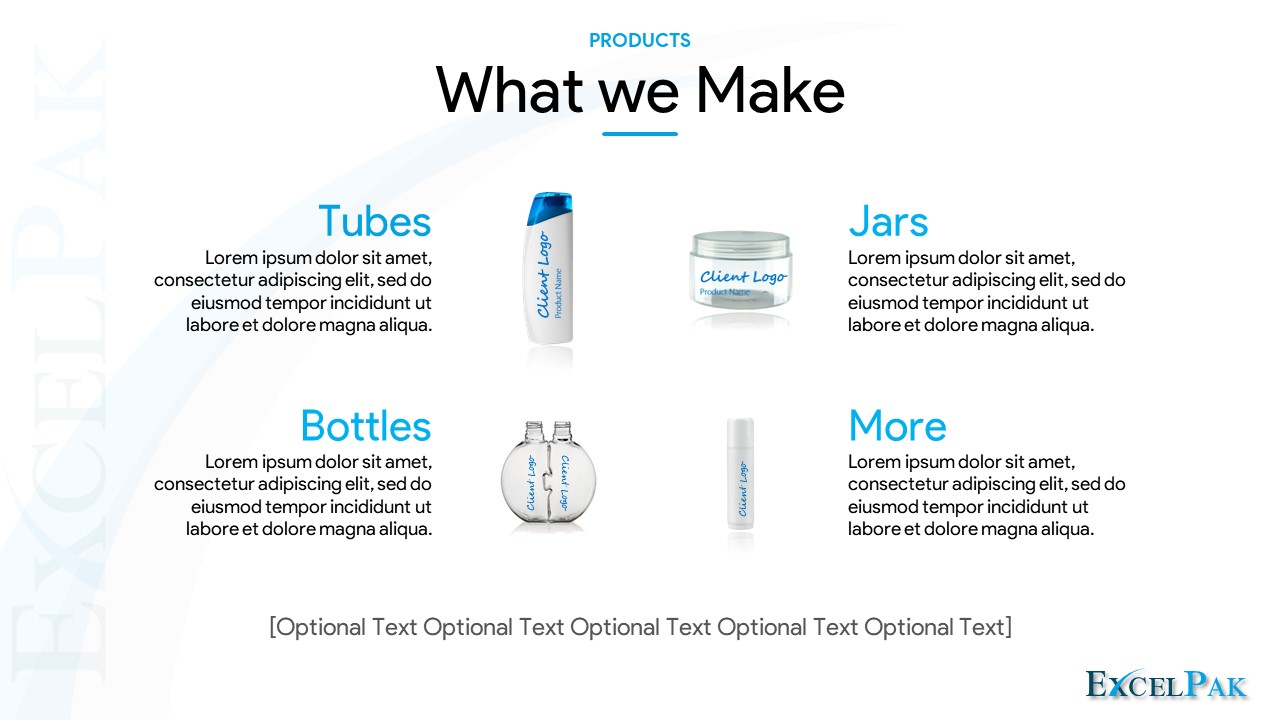 PRODUCTS
What we Make
Tubes
Lorem ipsum dolor sit amet,
consectetur adipiscing elit, sed do
eiusmod tempor incididunt ut
labore et dolore magna aliqua.
Client Logo
Product Name
Client Logo
Product Name
Jars
Lorem ipsum dolor sit amet,
consectetur adipiscing elit, sed do
eiusmod tempor incididunt ut
labore et dolore magna aliqua.
Bottles
Lorem ipsum dolor sit amet,
consectetur adipiscing elit, sed do
eiusmod tempor incididunt ut
labore et dolore magna aliqua.
Client Logo
Client Logo
Client Logo
More
Lorem ipsum dolor sit amet,
consectetur adipiscing elit, sed do
eiusmod tempor incididunt ut
labore et dolore magna aliqua.
[Optional Text Optional Text Optional Text Optional Text Optional Text]
EXCELPAK
EXCELPAK